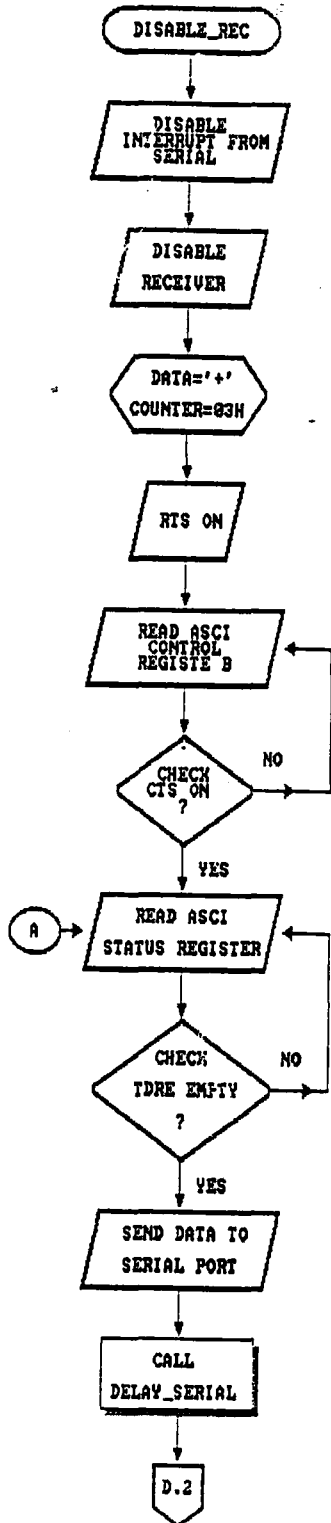 DISABLE_REC
DISABLE
INTERRUPT FROM
SERIAL
DISABLE
RECEIVER
DATA='+'
COUNTER=03H
RTS ON
READ ASCI
CONTROL
REGISTE B
CHECK
CTS ON
?
NO
YES
A
READ ASCI
STATUS REGISTER
CHECK
TDRE EMPTY
?
NO
YES
SEND DATA TO
SERIAL PORT
CALL
DELAY_SERIAL
D.2